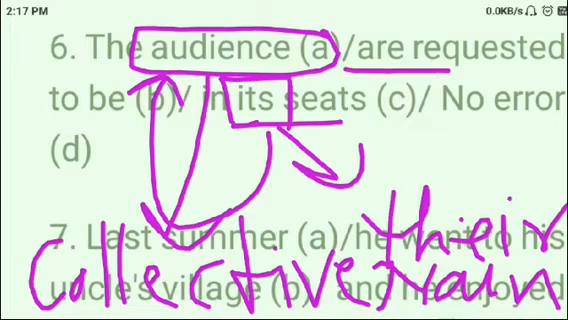 2:17 PM 0.0KB/s
6. The audience (a)/are requested
to be (b)/ in its seats (c)/ No error
(d)
their
7. Last summer (a)/he went to his
collective noun
uncle's village (b) and he enjoyed